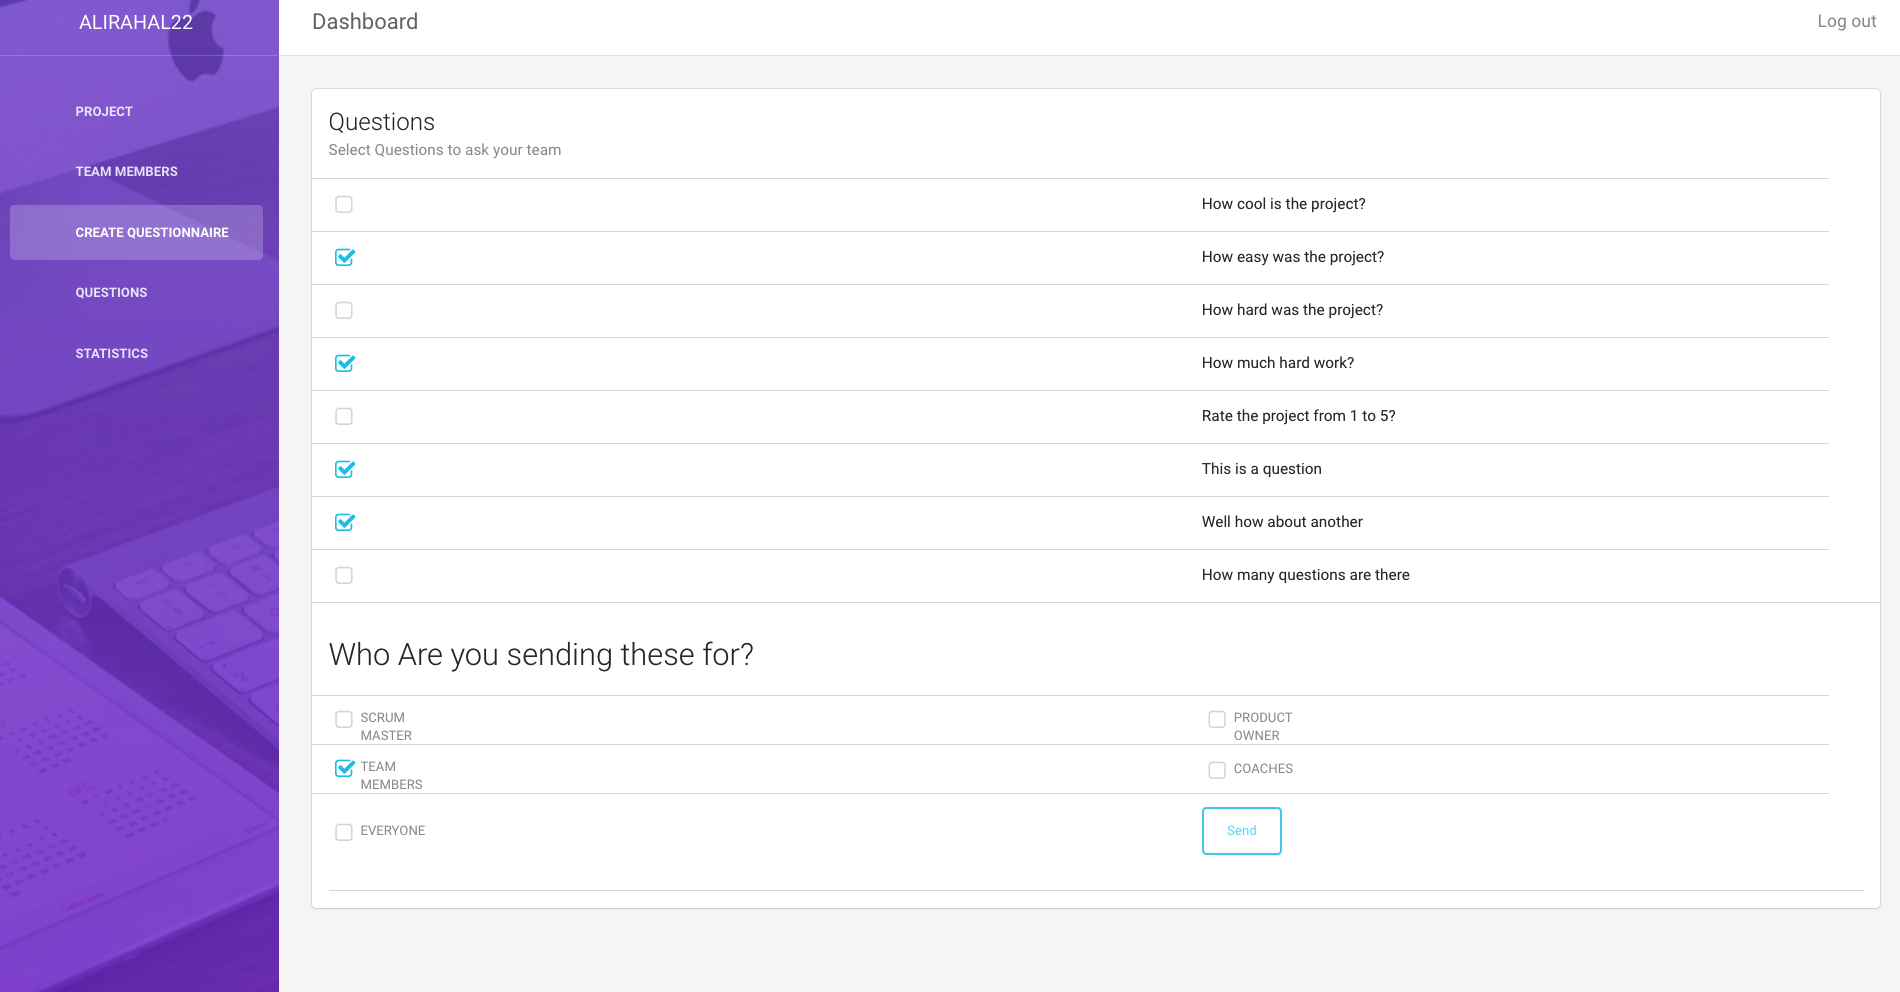 ALIRAHAL22
Dashboard
Log out
PROJECT
TEAM MEMBERS
CREATE QUESTIONNAIRE
QUESTIONS
STATISTICS
Questions
Select Questions to ask your team
How cool is the project?
How easy was the project?
How hard was the project?
How much hard work?
Rate the project from 1 to 5?
This is a question
Well how about another
How many questions are there
Who Are you sending these for?
SCRUM
MASTER
PRODUCT
OWNER
TEAM
MEMBERS
COACHES
EVERYONE
Send
DEC